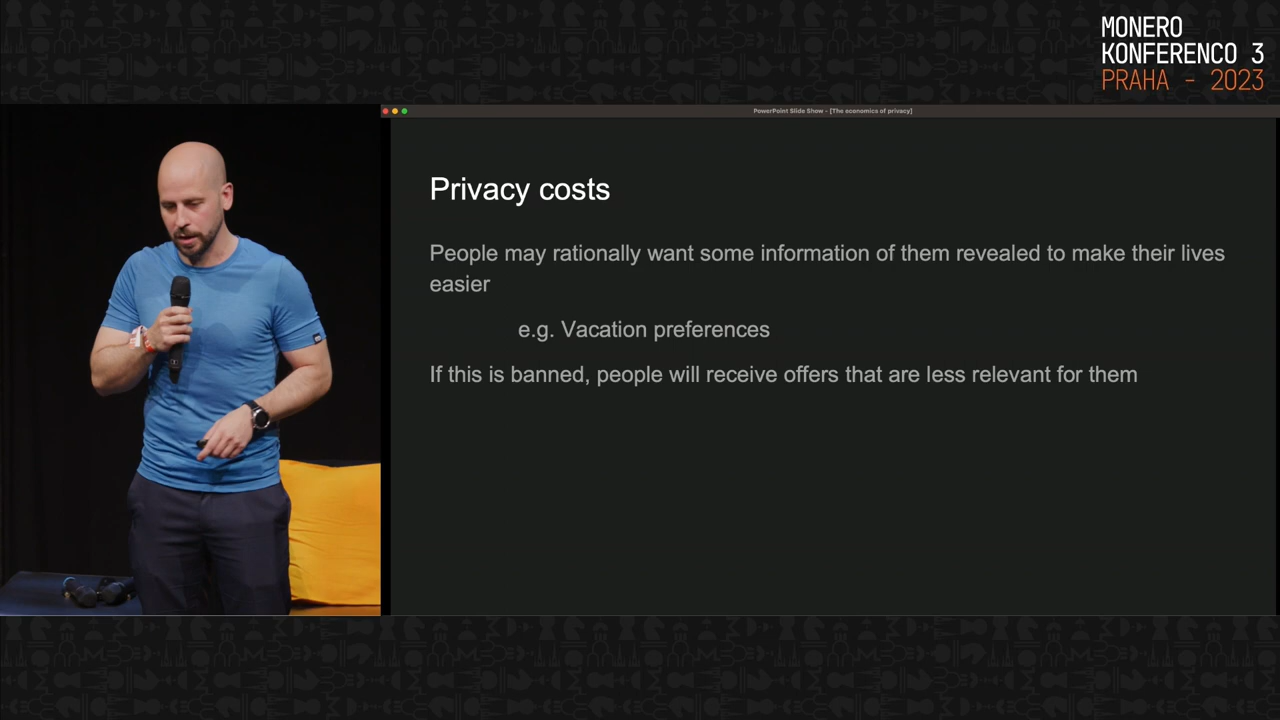 MONERO
KONFERENCO 3
PRAHA - 2023
PowerPoint Slide Show - [The economics of privacy]
Privacy costs
People may rationally want some information of them revealed to make their lives
easier
e.g. Vacation preferences
If this is banned, people will receive offers that are less relevant for them